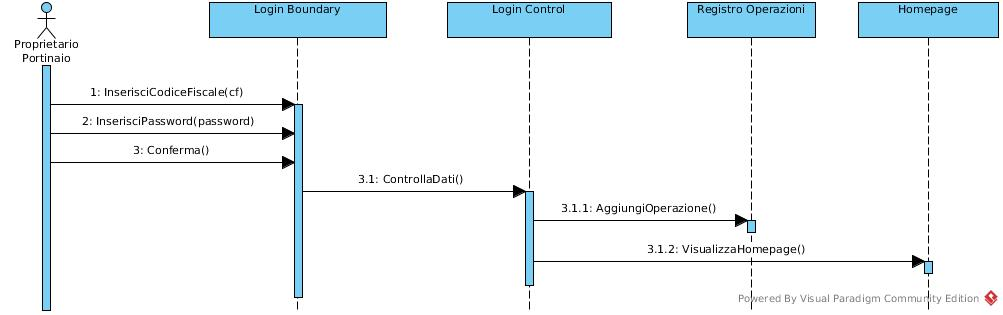 Login Boundary
Login Control
Registro Operazioni
Homepage
Proprietario
Portinaio
1: InserisciCodiceFiscale(cf)
2: InserisciPassword(password)
3: Conferma()
3.1: ControllaDati()
3.1.1: AggiungiOperazione()
3.1.2: VisualizzaHomepage()
Powered By Visual Paradigm Community Edition